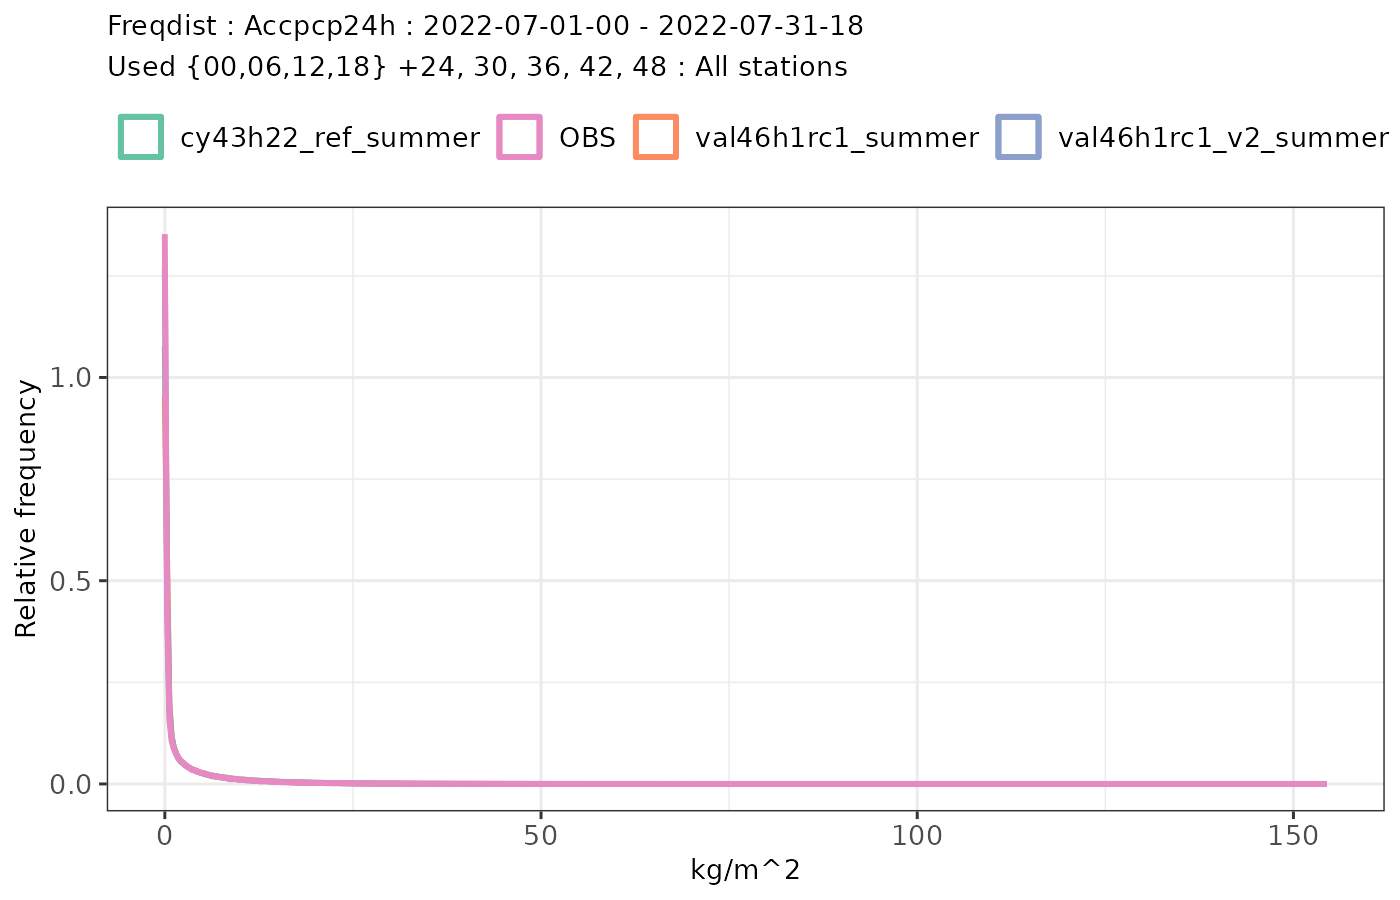 Freqdist : Accpcp24h : 2022-07-01-00 - 2022-07-31-18
Used {00,06,12,18} +24, 30, 36, 42, 48 : All stations
cy43h22_ref_summer OBS val46h1rc1_summer val46h1rc1_v2_summer
Relative frequency
1.0
0.5
0.0
0 50 100 150
kg/m^2